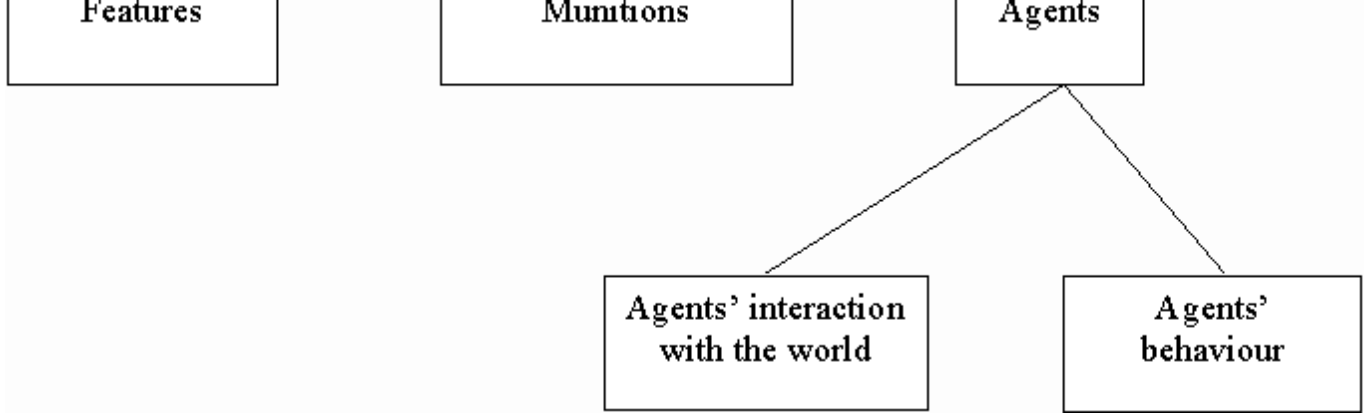 Features
Munitions
Agents
Agents’ interaction
with the world
Agents’
behaviour